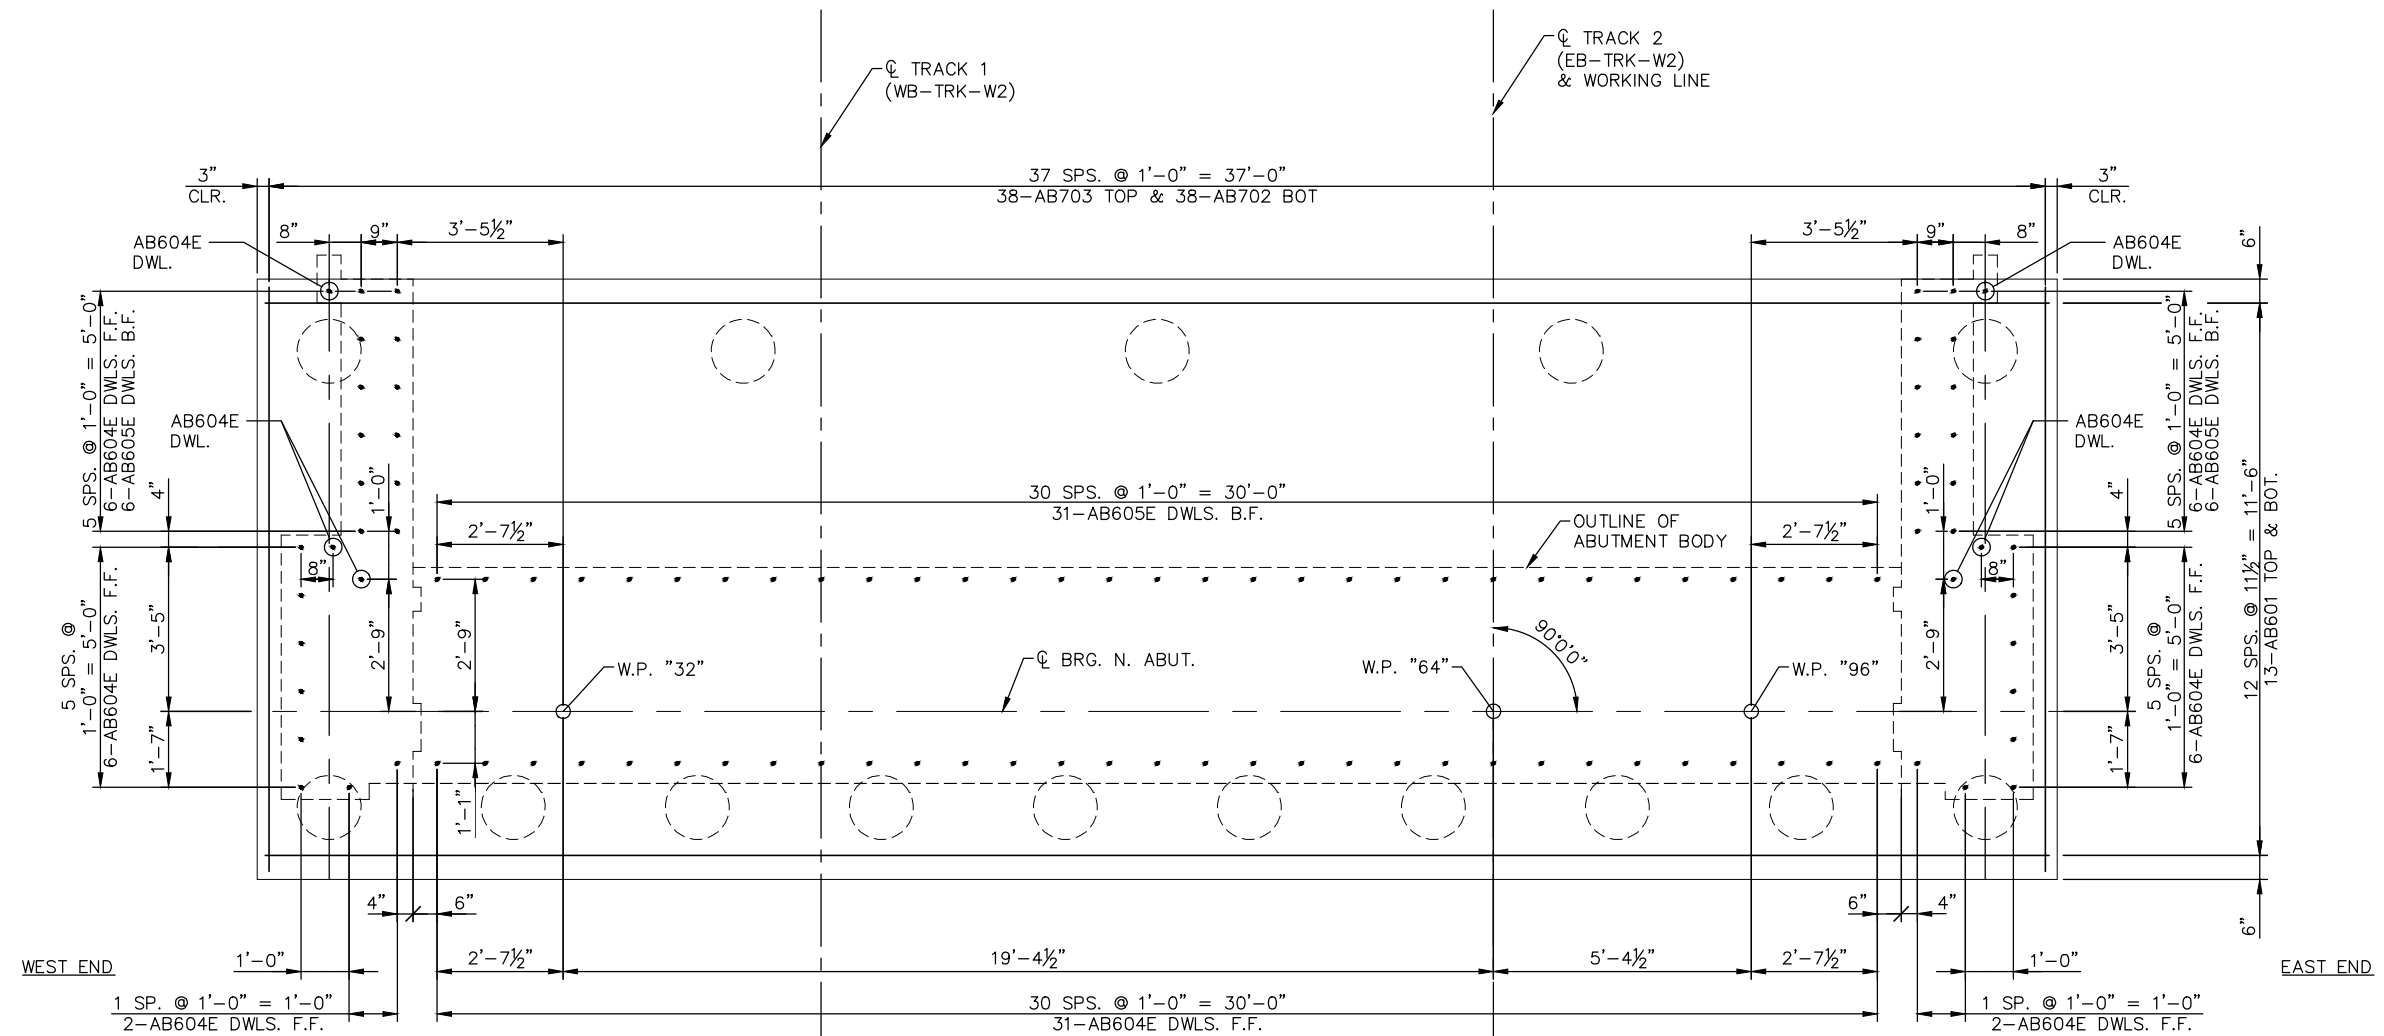 ℄ TRACK 1
(WB-TRK-W2)
℄ TRACK 2
(EB-TRK-W2)
& WORKING LINE
3”
CLR.
37 SPS. @ 1'-0” = 37'-0”
38-AB703 TOP & 38-AB702 BOT
3”
CLR.
AB604E
DWL.
8”
9”
3'-5½”
3'-5½”
9”
8”
AB604E
DWL.
6”
5 SPS. @ 1'-0” = 5'-0”
6-AB604E DWLS. F.F.
6-AB605E DWLS. B.F.
5 SPS. @ 1'-0” = 5'-0”
6-AB604E DWLS. F.F.
6-AB605E DWLS. B.F.
AB604E
DWL.
AB604E
DWL.
4”
1'-0”
30 SPS. @ 1'-0” = 30'-0”
31-AB605E DWLS. B.F.
1'-0”
4”
12 SPS. @ 11½” = 11'-6”
13-AB601 TOP & BOT.
2'-7½”
OUTLINE OF
ABUTMENT BODY
2'-7½”
8”
8”
5 SPS. @
1'-0” = 5'-0”
6-AB604E DWLS. F.F.
3'-5”
2'-9”
2'-9”
W.P. ”32”
℄ BRG. N. ABUT.
W.P. ”64”
90°0'0”
W.P. ”96”
2'-9”
3'-5”
5 SPS. @
1'-0” = 5'-0”
6-AB604E DWLS. F.F.
1'-7”
1'-1”
1'-7”
4”
6”
6”
4”
6”
WEST END
1'-0”
2'-7½”
19'-4½”
5'-4½”
2'-7½”
1'-0”
EAST END
1 SP. @ 1'-0” = 1'-0”
2-AB604E DWLS. F.F.
30 SPS. @ 1'-0” = 30'-0”
31-AB604E DWLS. F.F.
1 SP. @ 1'-0” = 1'-0”
2-AB604E DWLS. F.F.